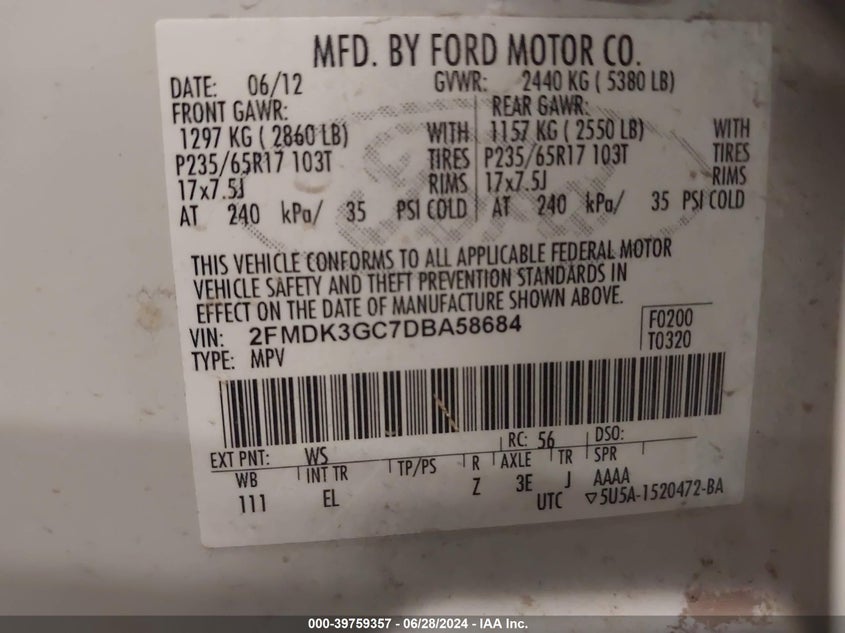 MFD. BY FORD MOTOR CO.
DATE: 06/12 GVWR: 2440 KG ( 5380 LB)
FRONT GAWR: REAR GAWR:
1297 KG ( 2860 LB) WITH 1157 KG ( 2550 LB) WITH
P235/65R17 103T TIRES P235/65R17 103T TIRES
17x7.5J RIMS 17x7.5J RIMS
AT 240 kPa/ 35 PSI COLD AT 240 kPa/ 35 PSI COLD
THIS VEHICLE CONFORMS TO ALL APPLICABLE FEDERAL MOTOR
VEHICLE SAFETY AND THEFT PREVENTION STANDARDS IN
EFFECT ON THE DATE OF MANUFACTURE SHOWN ABOVE.
VIN: 2FMDK3GC7DBA58684 F0200
TYPE: MPV T0320
EXT PNT: WS RC: 56 DSO:
WB INT TR TP/PS R AXLE TR SPR
111 EL Z 3E J AAAA
UTC ▽5U5A-1520472-BA
000-39759357 - 06/28/2024 - IAA Inc.